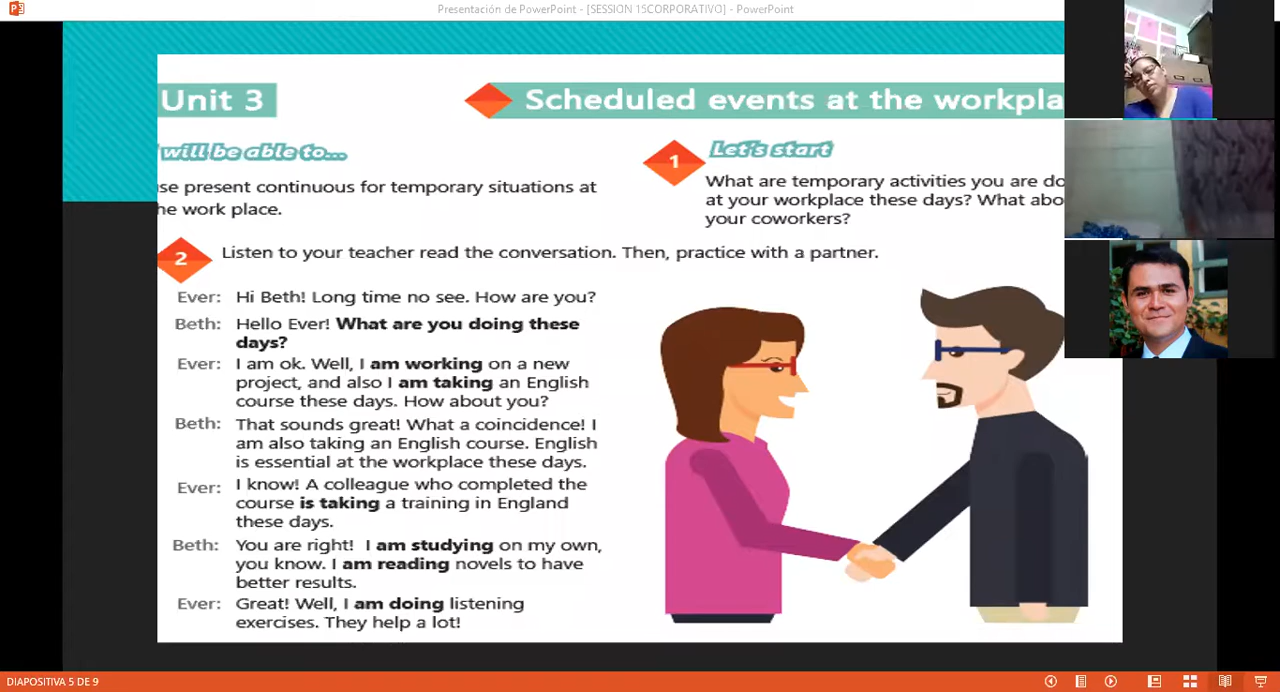 Presentación de PowerPoint - [SESSION 15CORPORATIVO] - PowerPoint
Unit 3
Scheduled events at the workpla
will be able to...
1
Let's start
se present continuous for temporary situations at
he work place.
What are temporary activities you are do
at your workplace these days? What abo
your coworkers?
2
Listen to your teacher read the conversation. Then, practice with a partner.
Ever: Hi Beth! Long time no see. How are you?
Beth: Hello Ever! What are you doing these
days?
Ever: I am ok. Well, I am working on a new
project, and also I am taking an English
course these days. How about you?
Beth: That sounds great! What a coincidence! I
am also taking an English course. English
is essential at the workplace these days.
Ever: I know! A colleague who completed the
course is taking a training in England
these days.
Beth: You are right! I am studying on my own,
you know. I am reading novels to have
better results.
Ever: Great! Well, I am doing listening
exercises. They help a lot!
DIAPOSITIVA 5 DE 9